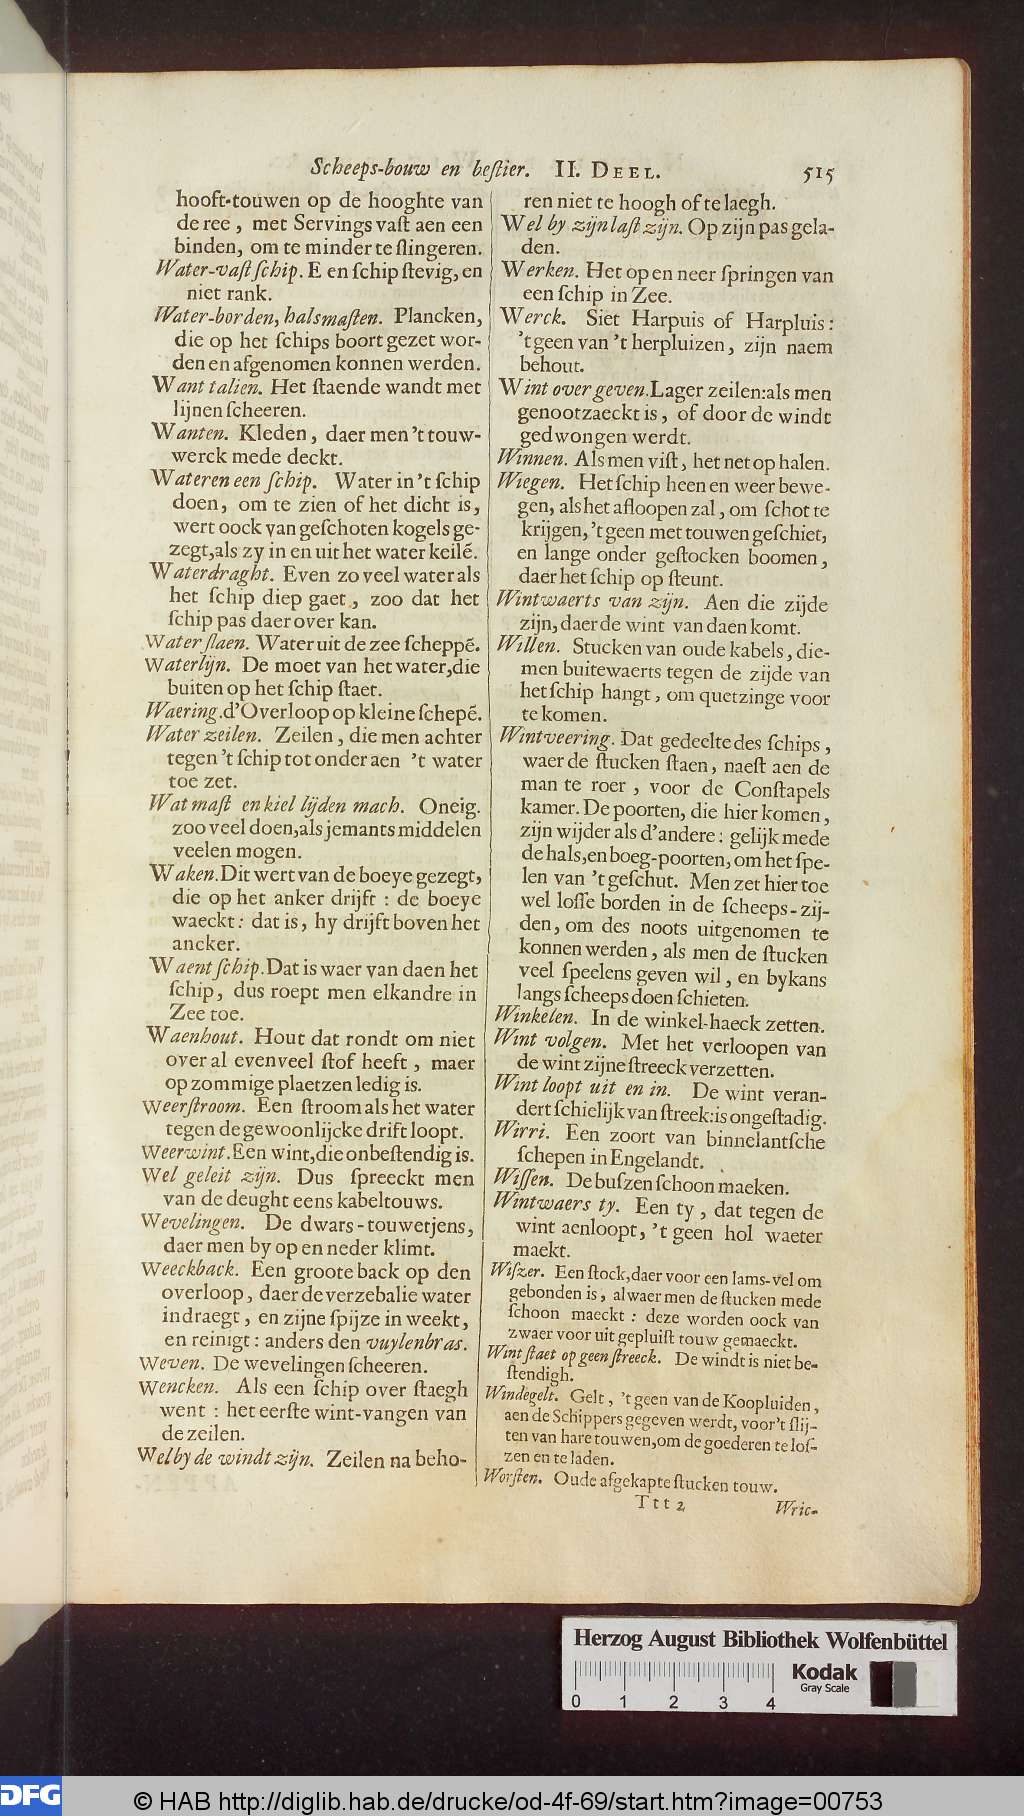 Scheeps-bouw en beſtier. II. DEEL. 515
hooft-touwen op de hooghte van
de ree, met Servings vaſt aen een
binden, om te minder te ſlingeren.
Water-vaſt ſchip. Een ſchip ſtevig, en
niet rank.
Water-borden, halsmaſten. Plancken,
die op het ſchips boort gezet wor-
den en afgenomen konnen werden.
Want talien. Het ſtaende wandt met
lijnen ſcheeren.
Wanten. Kleden, daer men 't touw-
werck mede deckt.
Wateren een ſchip. Water in 't ſchip
doen, om te zien of het dicht is,
wert oock van geſchoten kogels ge-
zegt, als zy in en uit het water keilẽ.
Waterdraght. Even zo veel water als
het ſchip diep gaet, zoo dat het
ſchip pas daer over kan.
Water ſlaen. Water uit de zee ſcheppẽ.
Waterlijn. De moet van het water, die
buiten op het ſchip ſtaet.
Waering. d'Overloop op kleine ſchepẽ.
Water zeilen. Zeilen, die men achter
tegen 't ſchip tot onder aen 't water
toe zet.
Wat maſt en kiel lijden mach. Oneig.
zoo veel doen, als jemants middelen
veelen mogen.
Waken. Dit wert van de boeye gezegt,
die op het anker drijft : de boeye
waeckt : dat is, hy drijft boven het
ancker.
Waent ſchip. Dat is waer van daen het
ſchip, dus roept men elkandre in
Zee toe.
Waenhout. Hout dat rondt om niet
over al evenveel ſtof heeft, maer
op zommige plaetzen ledig is.
Weerſtroom. Een ſtroom als het water
tegen de gewoonlijcke drift loopt.
Weerwint. Een wint, die onbeſtendig is.
Wel geleit zijn. Dus ſpreeckt men
van de deught eens kabeltouws.
Wevelingen. De dwars-touwetjens,
daer men by op en neder klimt.
Weeckback. Een groote back op den
overloop, daer de verzebalie water
in draegt, en zijne ſpijze in weekt,
en reinigt : anders den vuylenbras.
Weven. De wevelingen ſcheeren.
Wencken. Als een ſchip over ſtaegh
went : het eerſte wint-vangen van
de zeilen.
Wel by de windt zijn. Zeilen na beho-
ren niet te hoogh of te laegh.
Wel by zijn laſt zijn. Op zijn pas gela-
den.
Werken. Het op en neer ſpringen van
een ſchip in Zee.
Werck. Siet Harpuis of Harpluis :
't geen van 't herpluizen, zijn naem
behout.
Wint over geven. Lager zeilen: als men
genootzaeckt is, of door de windt
gedwongen werdt.
Winnen. Als men viſt, het net op halen.
Wiegen. Het ſchip heen en weer bewe-
gen, als het afloopen zal, om ſchot te
krijgen, 't geen met touwen geſchiet,
en lange onder geſtocken boomen,
daer het ſchip op ſteunt.
Wintwaerts van zijn. Aen die zijde
zijn, daer de wint van daen komt.
Willen. Stucken van oude kabels, die-
men buitewaerts tegen de zijde van
het ſchip hangt, om quetzinge voor
te komen.
Wintveering. Dat gedeelte des ſchips,
waer de ſtucken ſtaen, naeſt aen de
man te roer, voor de Conſtapels
kamer. De poorten, die hier komen,
zijn wijder als d'andere : gelijk mede
de hals, en boeg-poorten, om het ſpe-
len van 't geſchut. Men zet hier toe
wel loſſe borden in de ſcheeps-zij-
den, om des noots uitgenomen te
konnen werden, als men de ſtucken
veel ſpeelens geven wil, en bykans
langs ſcheeps doen ſchieten.
Winkelen. In de winkel-haeck zetten.
Wint volgen. Met het verloopen van
de wint zijne ſtreeck verzetten.
Wint loopt uit en in. De wint veran-
dert ſchielijk van ſtreek: is ongeſtadig.
Wirri. Een zoort van binnelantſche
ſchepen in Engelandt.
Wiſſen. De buſzen ſchoon maeken.
Wintwaers ty. Een ty, dat tegen de
wint aenloopt, 't geen hol waeter
maekt.
Wiſzer. Een ſtock, daer voor een lams-vel om
gebonden is, al waer men de ſtucken mede
ſchoon maeckt : deze worden oock van
zwaer voor uit gepluiſt touw gemaeckt.
Wint ſtaet op geen ſtreeck. De windt is niet be-
ſtendigh.
Windegelt. Gelt, 't geen van de Koopluiden,
aen de Schippers gegeven werdt, voor 't ſlij-
ten van hare touwen, om de goederen te loſ-
zen en te laden.
Worſten. Oude afgekapte ſtucken touw.
Ttt 2 Wric-
Herzog August Bibliothek Wolfenbüttel
Kodak
Gray Scale
0 1 2 3 4
DFG © HAB http://diglib.hab.de/drucke/od-4f-69/start.htm?image=00753